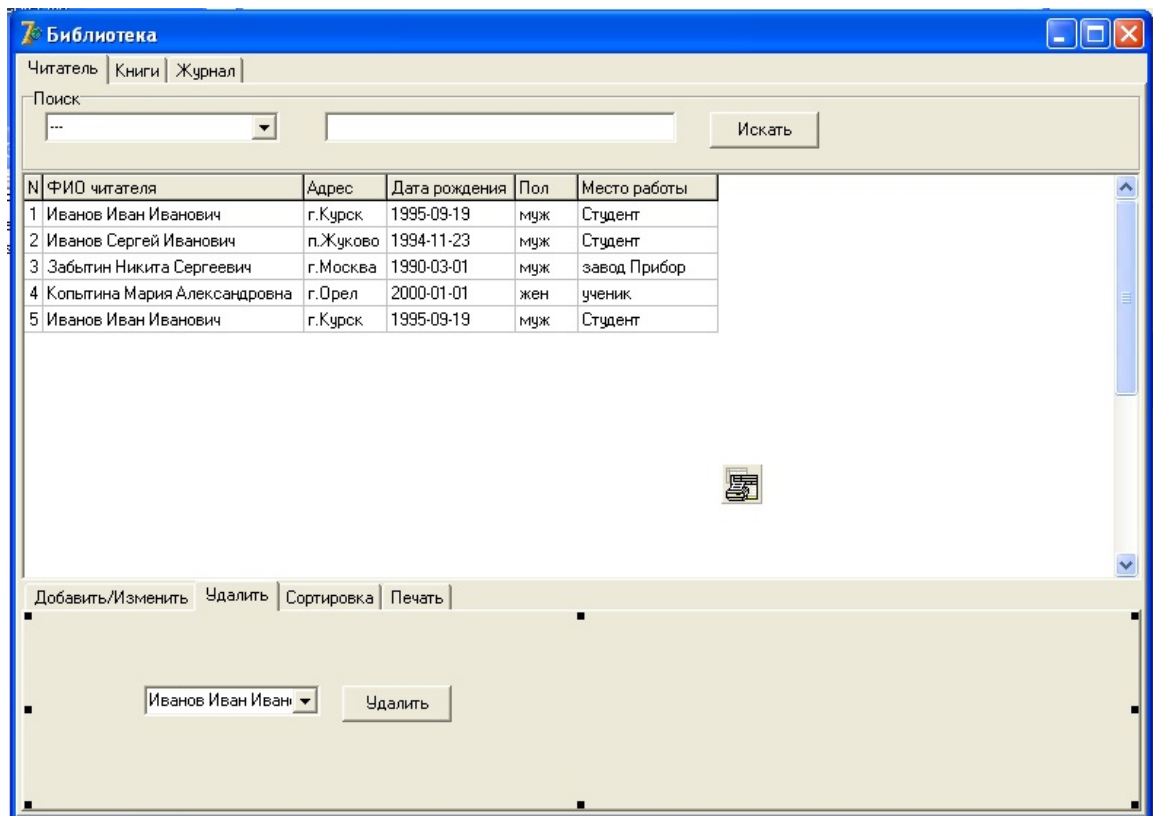 Библиотека
Читатель Книги Журнал
Поиск
--- Искать
N ФИО читателя Адрес Дата рождения Пол Место работы
1 Иванов Иван Иванович г.Курск 1995-09-19 муж Студент
2 Иванов Сергей Иванович п.Жуково 1994-11-23 муж Студент
3 Забытин Никита Сергеевич г.Москва 1990-03-01 муж завод Прибор
4 Копытина Мария Александровна г.Орел 2000-01-01 жен ученик
5 Иванов Иван Иванович г.Курск 1995-09-19 муж Студент
Добавить/Изменить Удалить Сортировка Печать
Иванов Иван Иван Удалить